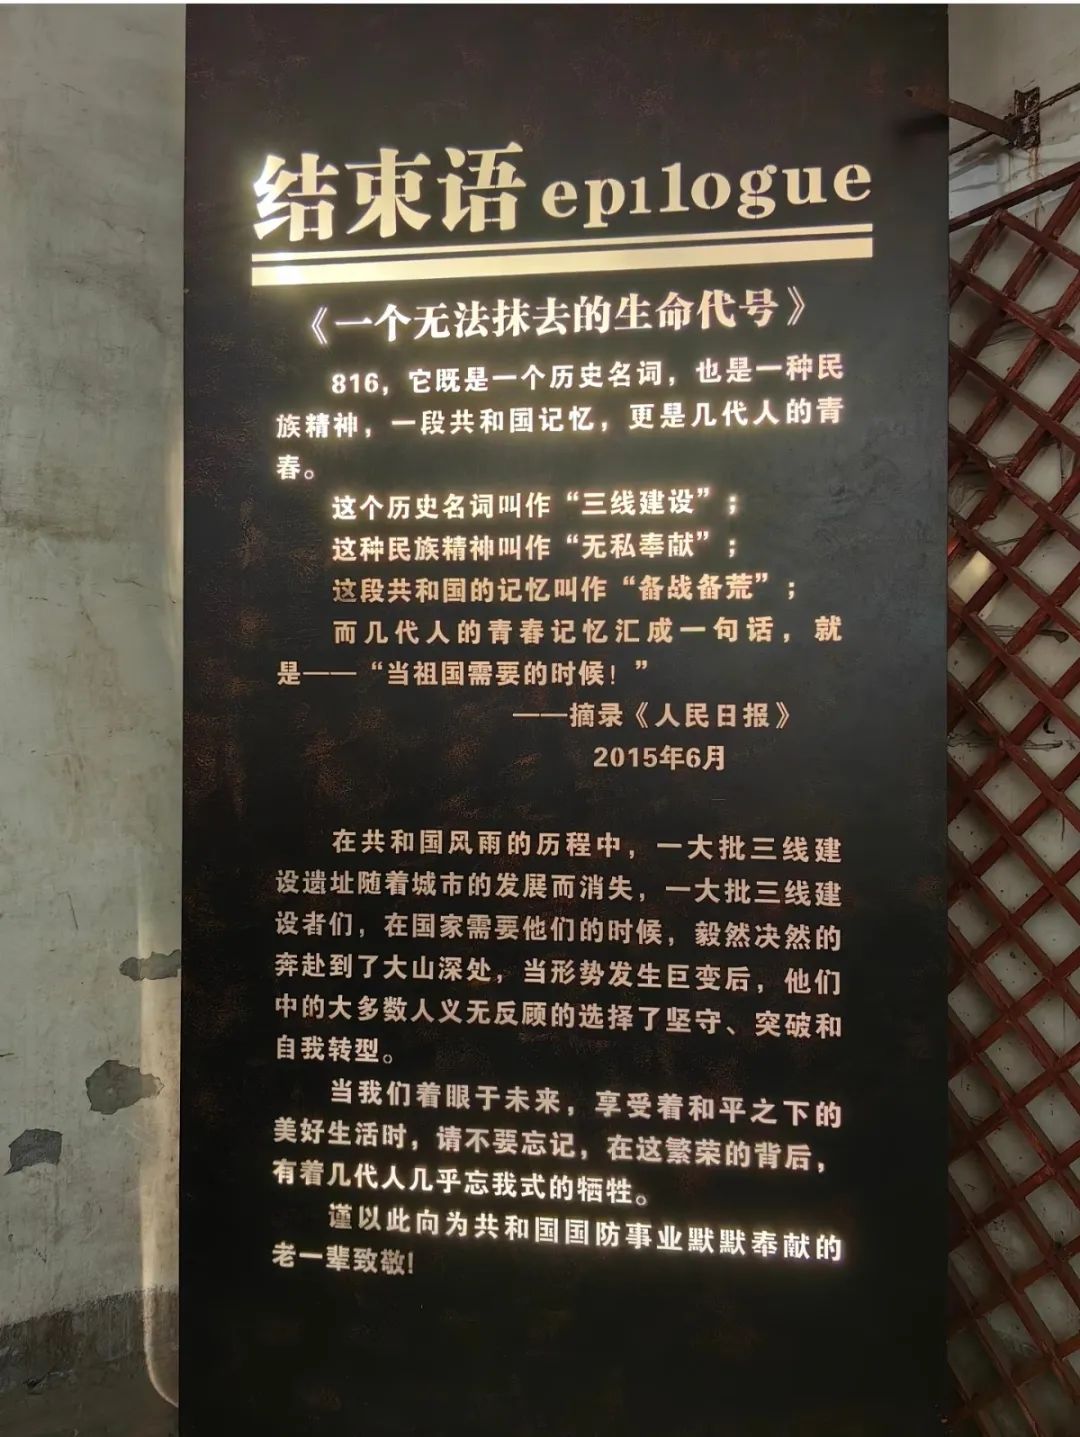 结束语 epilogue
《一个无法抹去的生命代号》
816，它既是一个历史名词，也是一种民
族精神，一段共和国记忆，更是几代人的青
春。
这个历史名词叫作“三线建设”；
这种民族精神叫作“无私奉献”；
这段共和国的记忆叫作“备战备荒”；
而几代人的青春记忆汇成一句话，就
是——“当祖国需要的时候！”
——摘录《人民日报》
2015年6月
在共和国风雨的历程中，一大批三线建
设遗址随着城市的发展而消失，一大批三线建
设者们，在国家需要他们的时候，毅然决然的
奔赴到了大山深处，当形势发生巨变后，他们
中的大多数人义无反顾的选择了坚守、突破和
自我转型。
当我们着眼于未来，享受着和平之下的
美好生活时，请不要忘记，在这繁荣的背后，
有着几代人几乎忘我式的牺牲。
谨以此向为共和国国防事业默默奉献的
老一辈致敬！